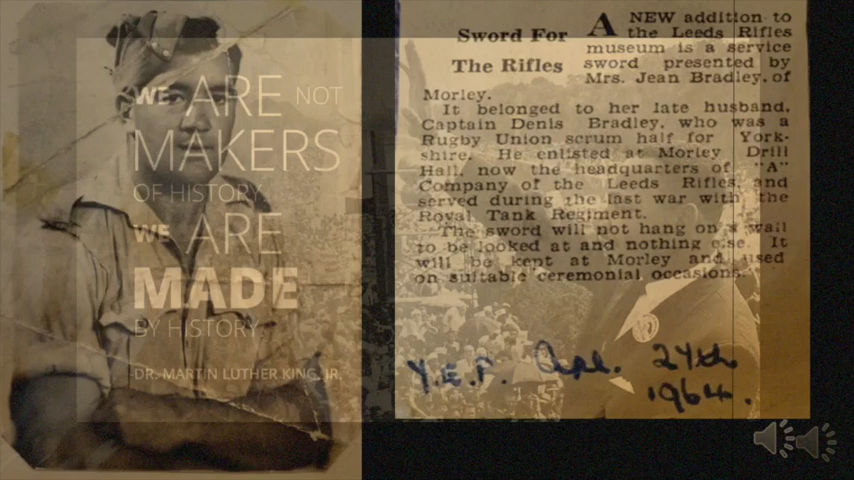 WE ARE NOT
MAKERS
OF HISTORY
WE ARE
MADE
BY HISTORY
-DR. MARTIN LUTHER KING, JR.
Sword For
The Rifles
A NEW addition to
the Leeds Rifles
museum is a service
sword presented by
Mrs. Jean Bradley, of
Morley.
It belonged to her late husband,
Captain Denis Bradley, who was a
Rugby Union scrum half for York-
shire. He enlisted at Morley Drill
Hall, now the headquarters of "A"
Company of the Leeds Rifles, and
served during the last war with the
Royal Tank Regiment.
The sword will not hang on a wall
to be looked at and nothing else. It
will be kept at Morley and used
on suitable ceremonial occasions.
Y.E.P. Apl. 24th
1964.